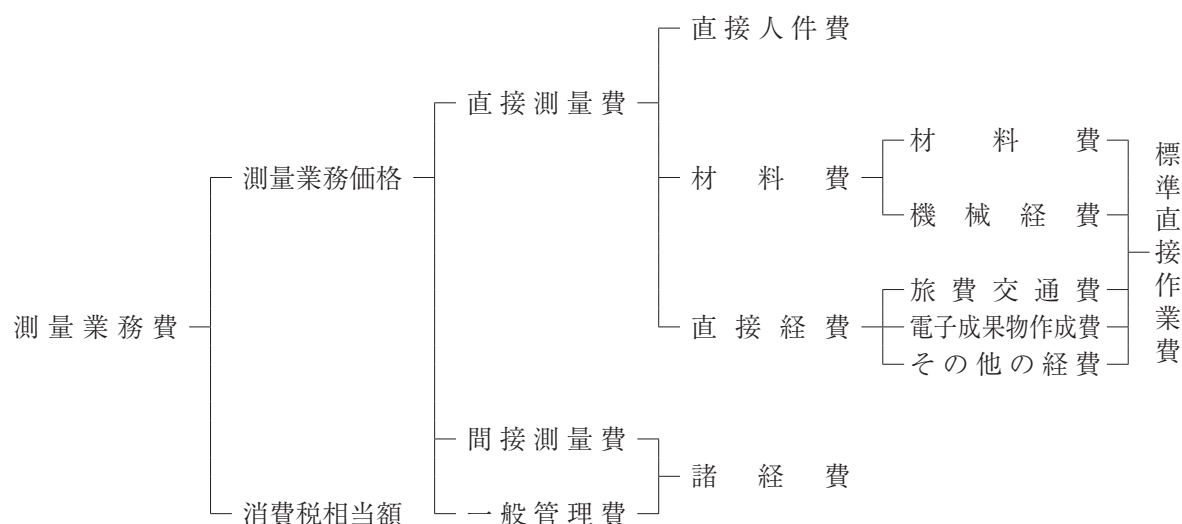 直接人件費
直接測量費
材料費
標準直接作業費
測量業務価格
材料費
機械経費
旅費交通費
測量業務費
直接経費
電子成果物作成費
その他の経費
間接測量費
諸経費
消費税相当額
一般管理費